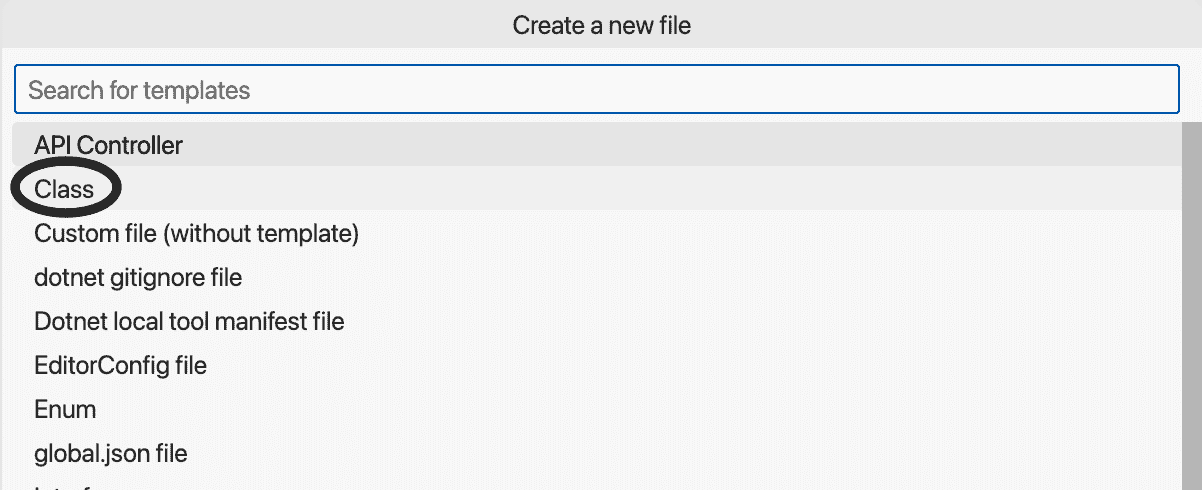 Create a new file
Search for templates
API Controller
Class
Custom file (without template)
dotnet gitignore file
Dotnet local tool manifest file
EditorConfig file
Enum
global.json file